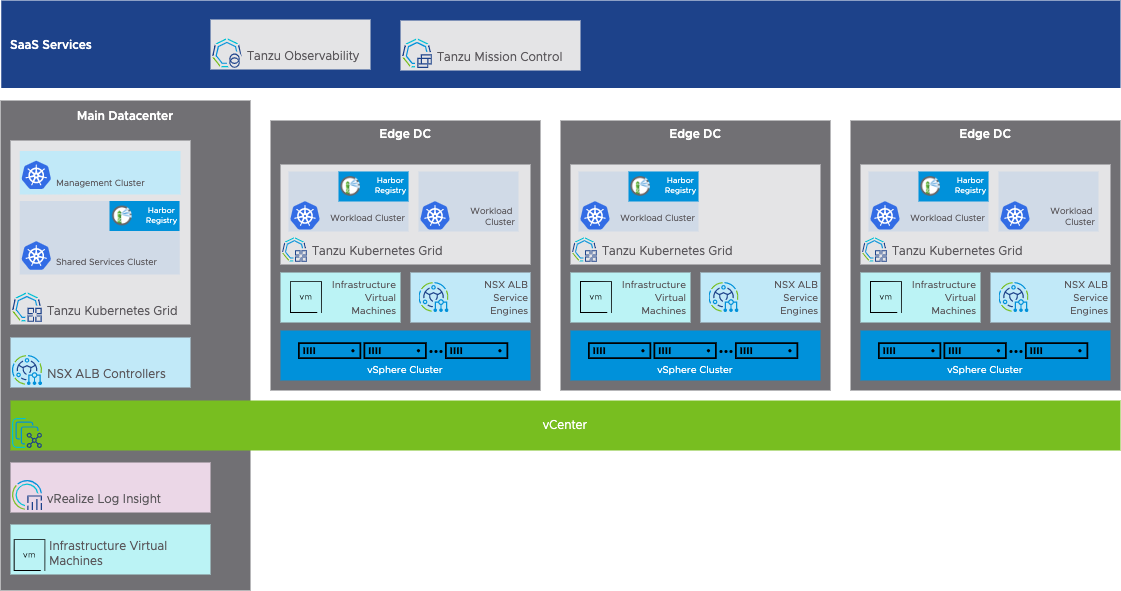 SaaS Services
Tanzu Observability
Tanzu Mission Control
Main Datacenter
Management Cluster
Harbor
Registry
Shared Services Cluster
Tanzu Kubernetes Grid
NSX ALB Controllers
Edge DC
Harbor
Registry
Workload Cluster
Workload
Cluster
Tanzu Kubernetes Grid
vm
Infrastructure
Virtual
Machines
NSX ALB
Service
Engines
vSphere Cluster
Edge DC
Harbor
Registry
Workload Cluster
Tanzu Kubernetes Grid
vm
Infrastructure
Virtual
Machines
NSX ALB
Service
Engines
vSphere Cluster
Edge DC
Harbor
Registry
Workload Cluster
Workload
Cluster
Tanzu Kubernetes Grid
vm
Infrastructure
Virtual
Machines
NSX ALB
Service
Engines
vSphere Cluster
vCenter
vRealize Log Insight
vm
Infrastructure Virtual
Machines